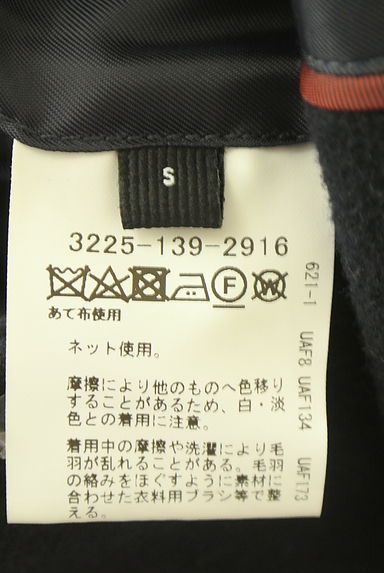 S
3225-139-2916
F
W
あて布使用
ネット使用。
摩擦により他のものへ色移り
することがあるため、白・淡
色との着用に注意。
着用中の摩擦や洗濯により毛
羽が乱れることがある。毛羽
の絡みをほぐすように素材に
合わせた衣料用ブラシ等で整
える。
621-1 UAF8 UAF134 UAF173